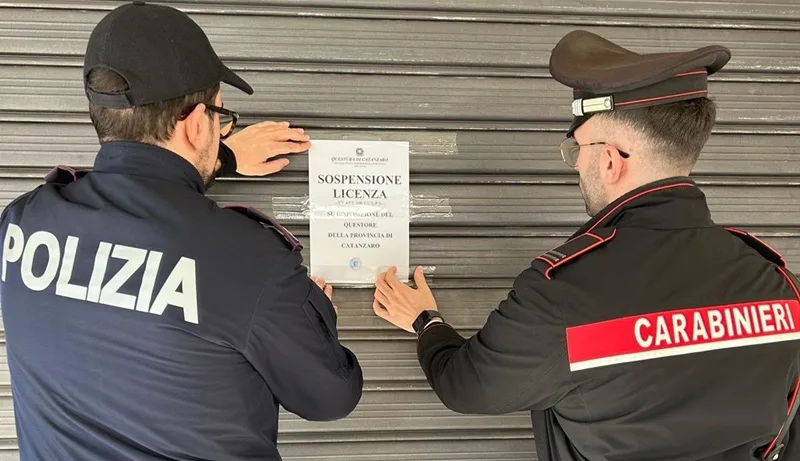 POLIZIA
QUESTURA DI CATANZARO
SOSPENSIONE
LICENZA
SU DISPOSIZIONE DEL
QUESTORE
DELLA PROVINCIA DI
CATANZARO
CARABINIERI